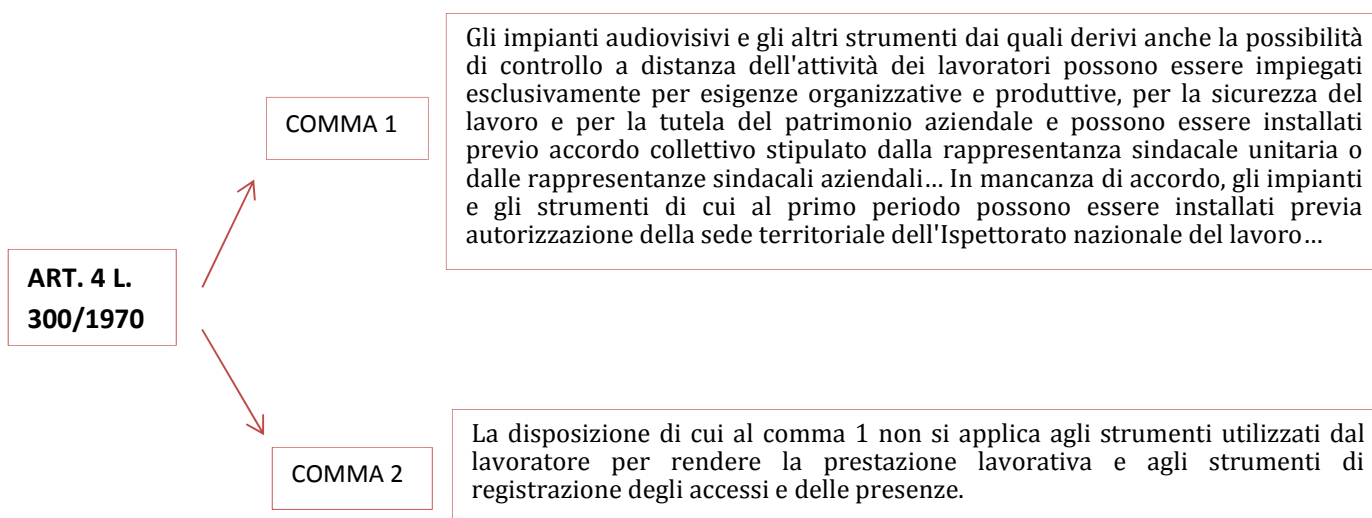 ART. 4 L.
300/1970
COMMA 1
Gli impianti audiovisivi e gli altri strumenti dai quali derivi anche la possibilità
di controllo a distanza dell'attività dei lavoratori possono essere impiegati
esclusivamente per esigenze organizzative e produttive, per la sicurezza del
lavoro e per la tutela del patrimonio aziendale e possono essere installati
previo accordo collettivo stipulato dalla rappresentanza sindacale unitaria o
dalle rappresentanze sindacali aziendali… In mancanza di accordo, gli impianti
e gli strumenti di cui al primo periodo possono essere installati previa
autorizzazione della sede territoriale dell'Ispettorato nazionale del lavoro…
COMMA 2
La disposizione di cui al comma 1 non si applica agli strumenti utilizzati dal
lavoratore per rendere la prestazione lavorativa e agli strumenti di
registrazione degli accessi e delle presenze.